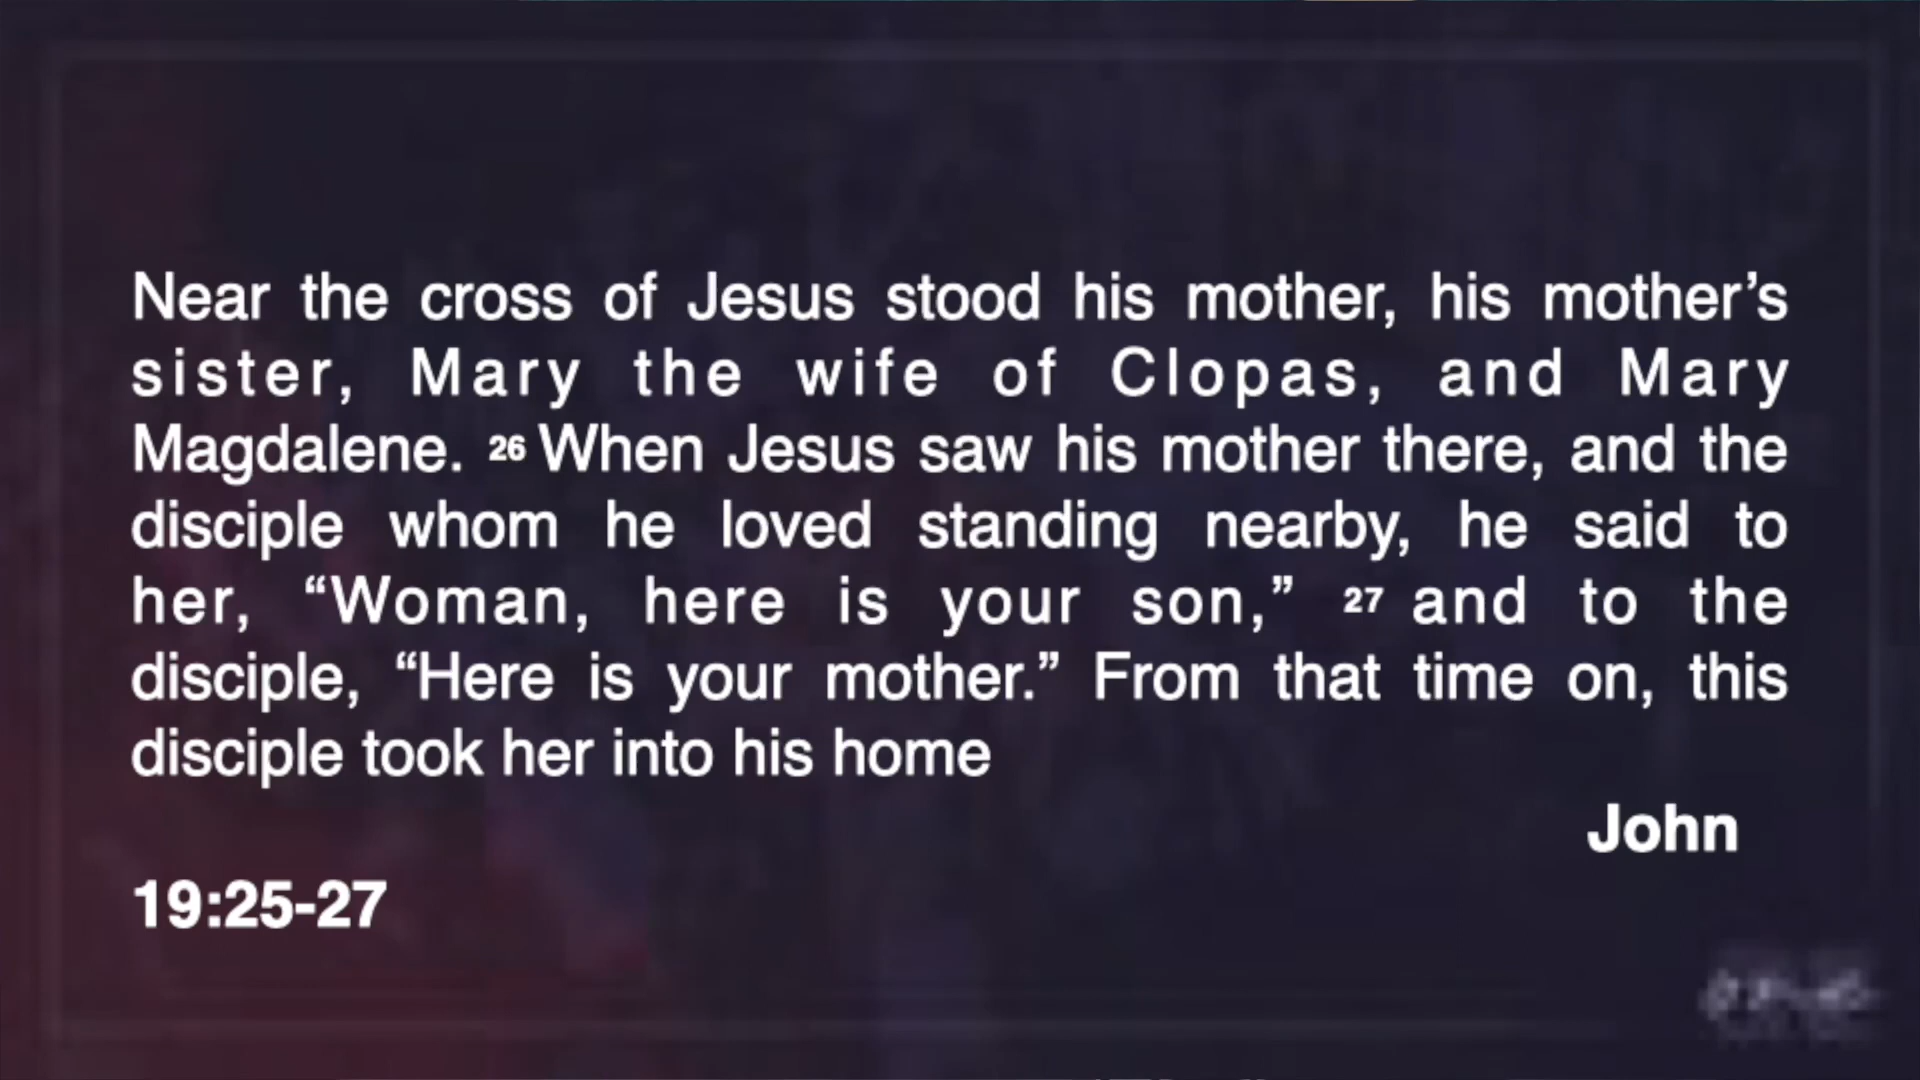 Near the cross of Jesus stood his mother, his mother’s
sister, Mary the wife of Clopas, and Mary
Magdalene. 26 When Jesus saw his mother there, and the
disciple whom he loved standing nearby, he said to
her, “Woman, here is your son,” 27 and to the
disciple, “Here is your mother.” From that time on, this
disciple took her into his home
John
19:25-27